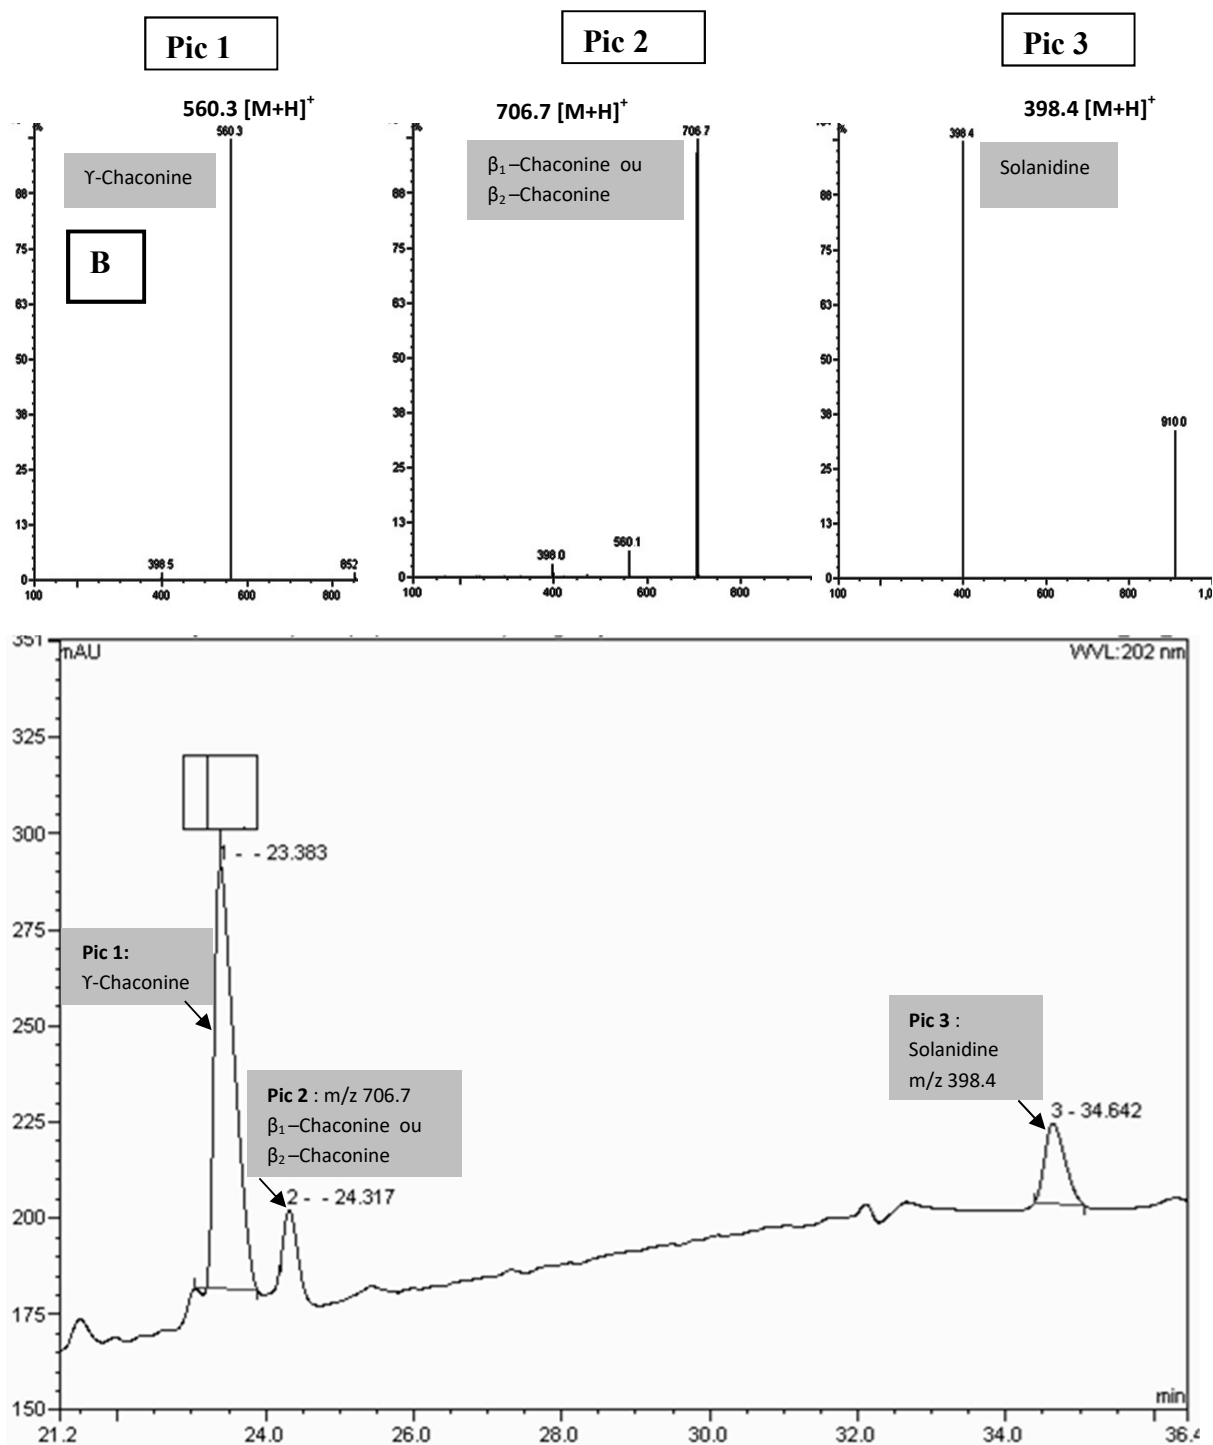 Pic 1
Pic 2
Pic 3
560.3 [M+H]+
706.7 [M+H]+
398.4 [M+H]+
%
560.3
ϒ-Chaconine
B
88
75
63
50
38
25
13
0
398.5
852
100
400
600
800
%
706.7
β1–Chaconine ou
β2–Chaconine
88
75
63
50
38
25
13
0
398.0
560.1
100
400
600
800
%
398.4
Solanidine
88
75
63
50
38
25
13
0
910.0
100
400
600
800
1,0
351
mAU
WVL:202 nm
325
300
275
250
225
200
175
150
1 - - 23.383
Pic 1:
ϒ-Chaconine
Pic 2 : m/z 706.7
β1–Chaconine ou
β2–Chaconine
2 - - 24.317
Pic 3 :
Solanidine
m/z 398.4
3 - 34.642
min
21.2
24.0
26.0
28.0
30.0
32.0
34.0
36.4